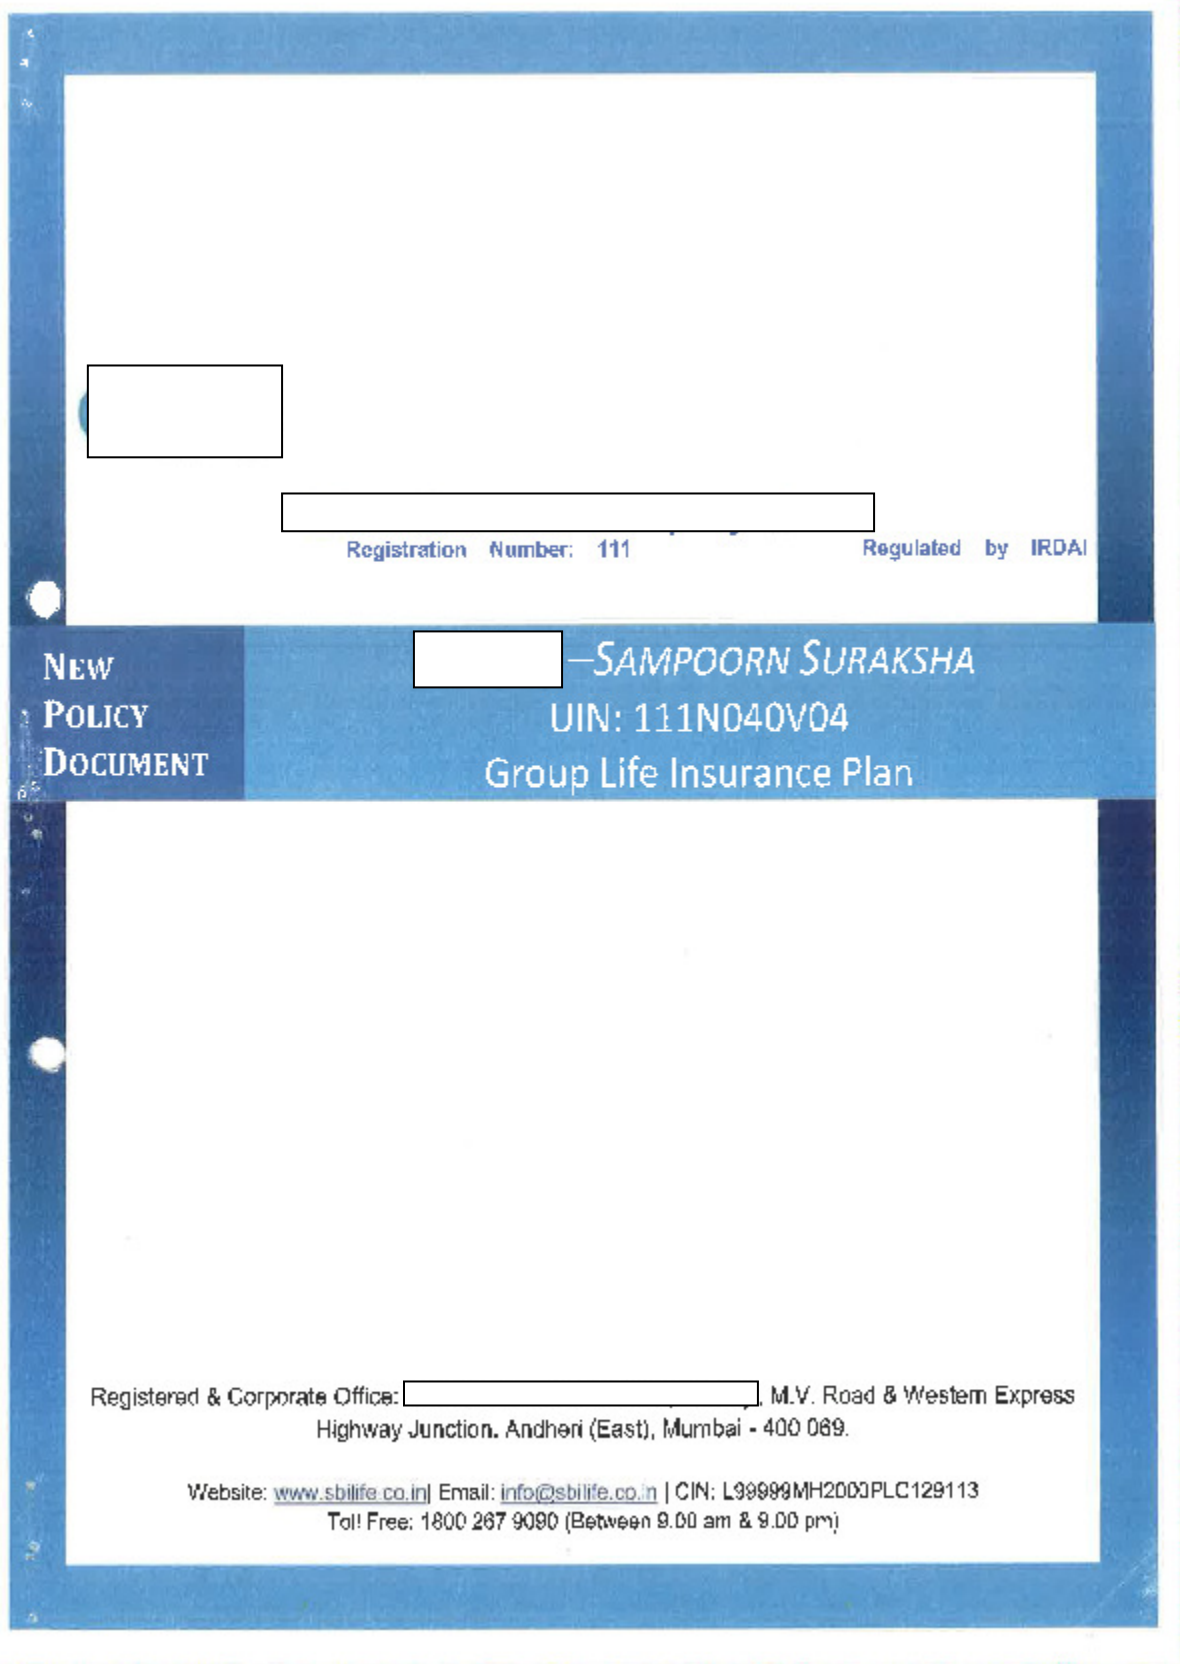 Registration Number: 111 Regulated by IRDAI
NEW
POLICY
DOCUMENT
–SAMPOORN SURAKSHA
UIN: 111N040V04
Group Life Insurance Plan
Registered & Corporate Office: , M.V. Road & Western Express
Highway Junction. Andheri (East), Mumbai - 400 069.
Website: www.sbilife.co.in| Email: info@sbilife.co.in | CIN: L99999MH2000PLC129113
Toll Free: 1800 267 9090 (Between 9.00 am & 9.00 pm)